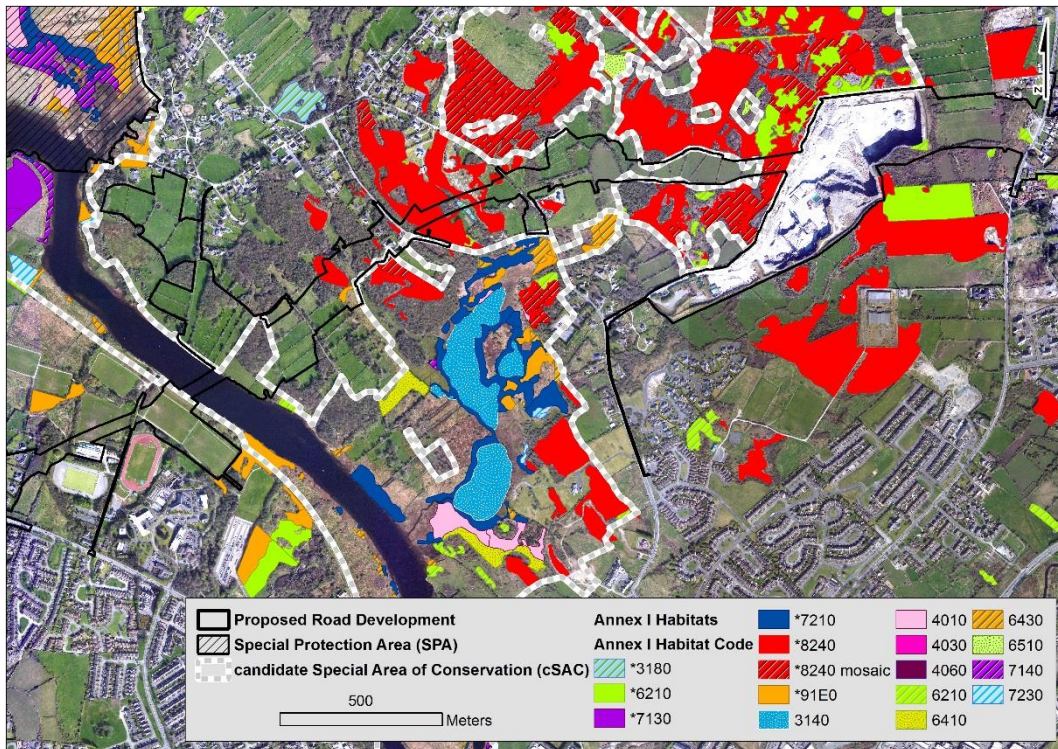 N
Proposed Road Development
Special Protection Area (SPA)
candidate Special Area of Conservation (cSAC)
500
Meters
Annex I Habitats
Annex I Habitat Code
*3180
*6210
*7130
*7210
*8240
*8240 mosaic
*91E0
3140
4010
4030
4060
6210
6410
6430
6510
7140
7230